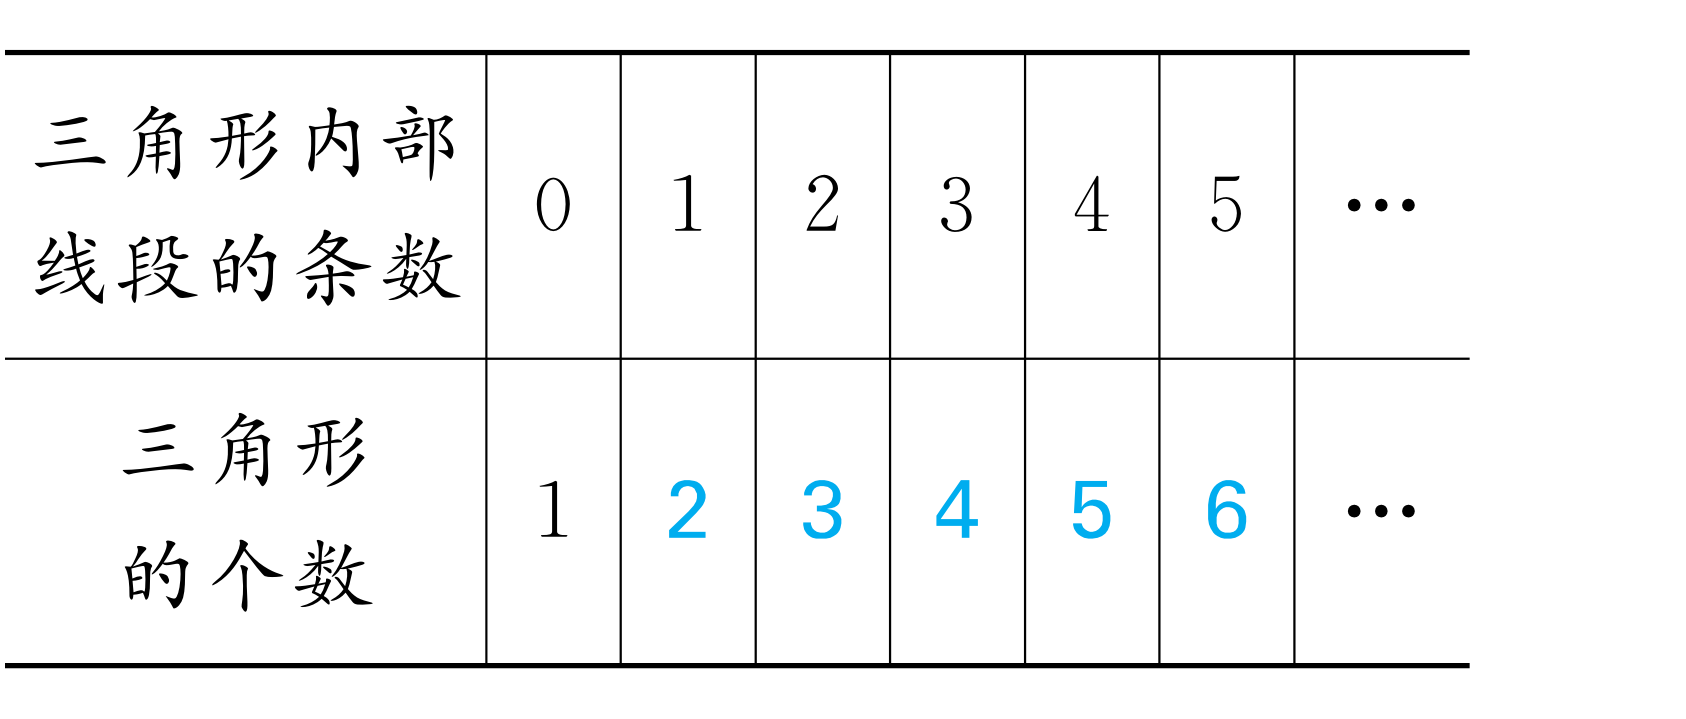 三角形内部
线段的条数 0 1 2 3 4 5 …
三角形
的个数 1 2 3 4 5 6 …